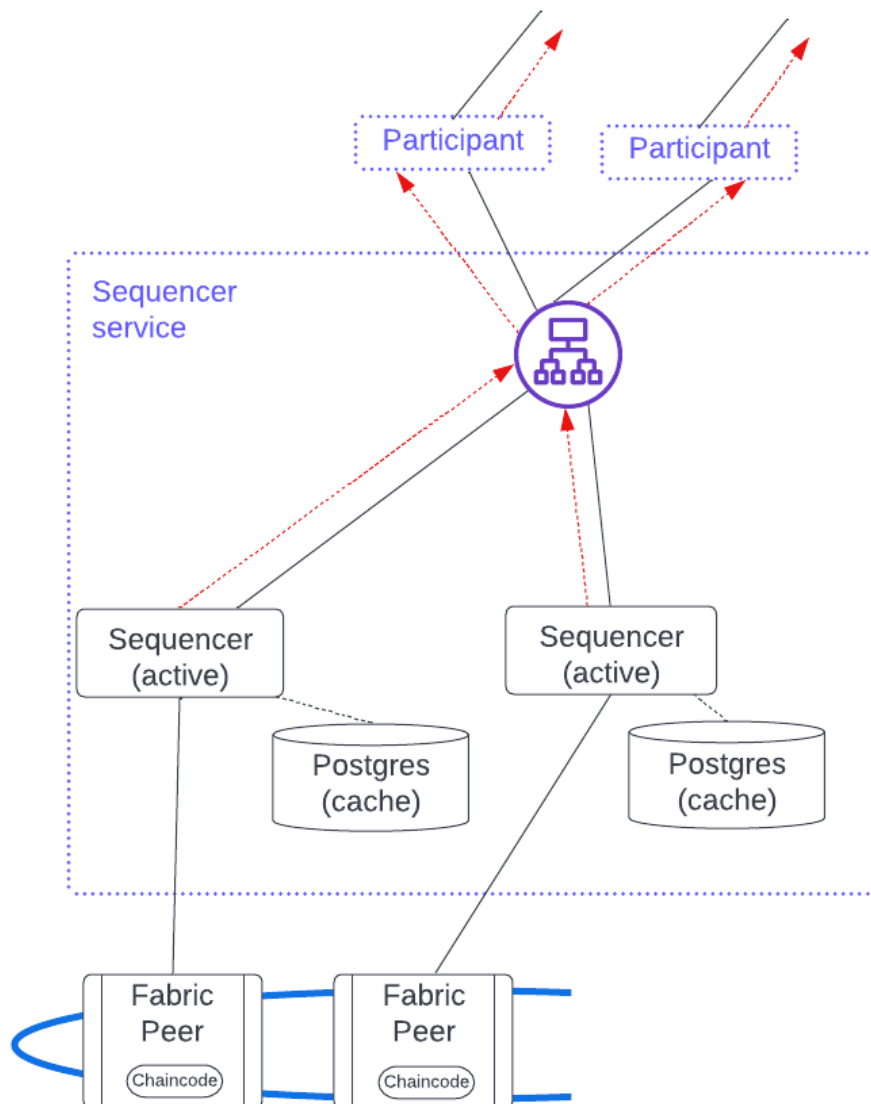 Participant
Participant
Sequencer
service
Sequencer
(active)
Sequencer
(active)
Postgres
(cache)
Postgres
(cache)
Fabric
Peer
Chaincode
Fabric
Peer
Chaincode